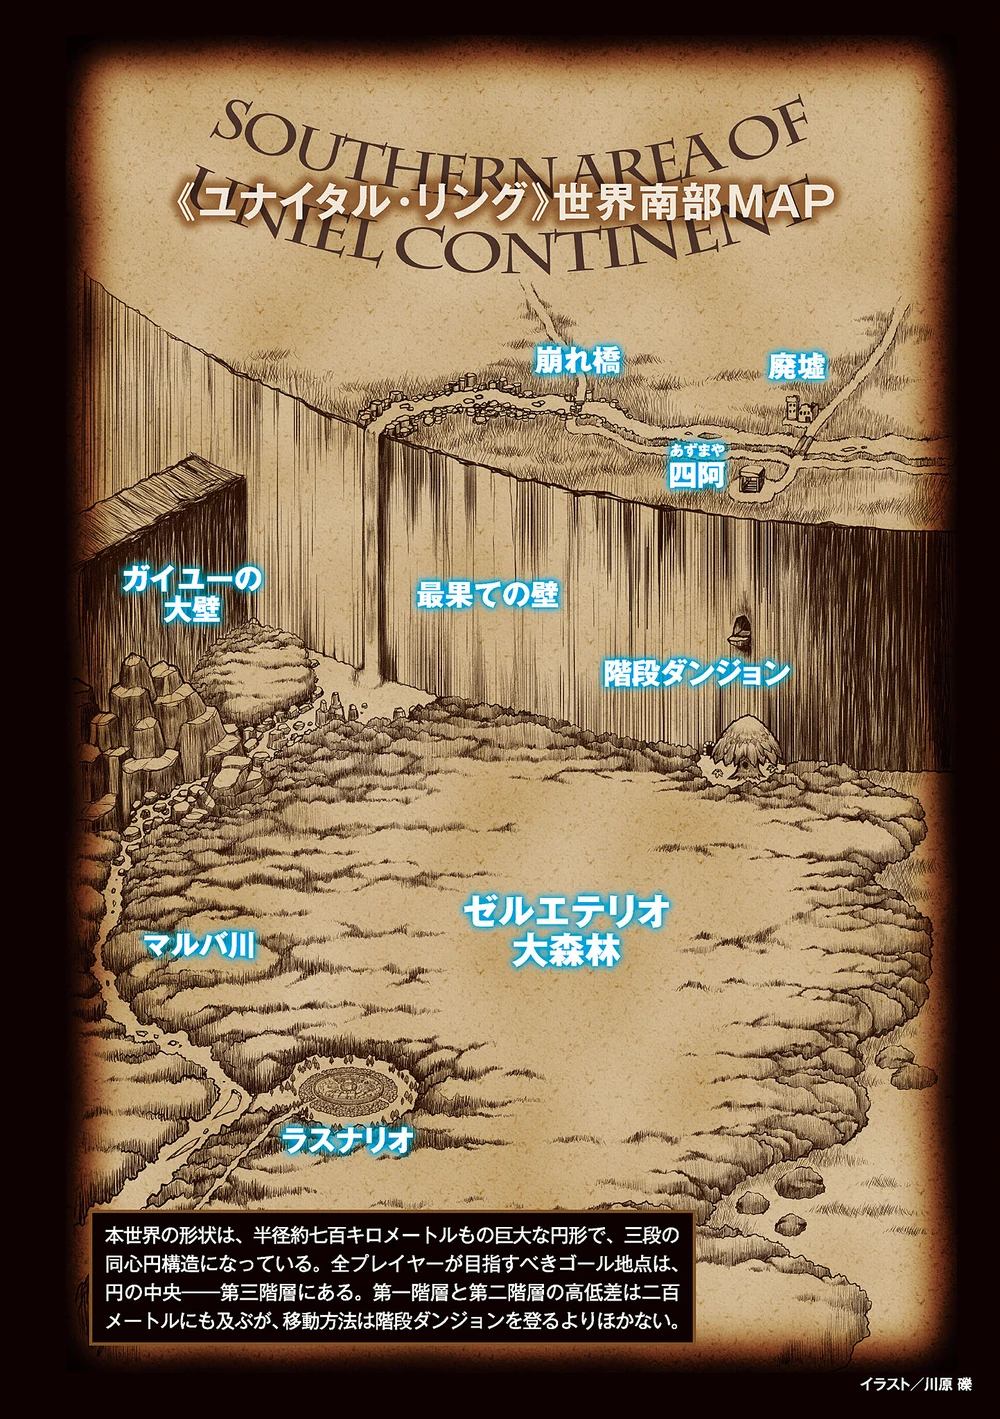 SOUTHERN AREA OF
UNIEL CONTINENT
《ユナイタル・リング》世界南部MAP
崩れ橋
廃墟
あずまや
四阿
ガイユーの
大壁
最果ての壁
階段ダンジョン
ゼルエテリオ
大森林
マルバ川
ラスナリオ
本世界の形状は、半径約七百キロメートルもの巨大な円形で、三段の
同心円構造になっている。全プレイヤーが目指すべきゴール地点は、
円の中央――第三階層にある。第一階層と第二階層の高低差は二百
メートルにも及ぶが、移動方法は階段ダンジョンを登るよりほかない。
イラスト／川原 礫